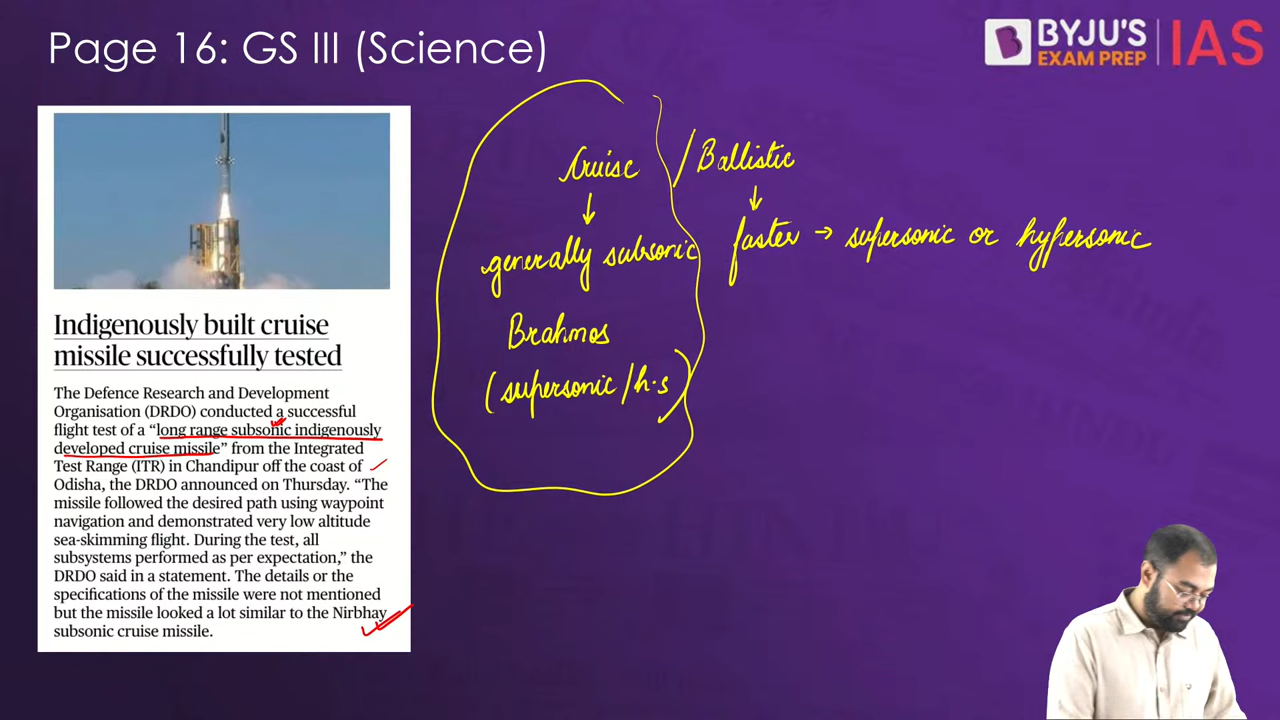 Page 16: GS III (Science)
BYJU'S
EXAM PREP
IAS
Indigenously built cruise
missile successfully tested
The Defence Research and Development
Organisation (DRDO) conducted a successful
flight test of a “long range subsonic indigenously
developed cruise missile” from the Integrated
Test Range (ITR) in Chandipur off the coast of
Odisha, the DRDO announced on Thursday. “The
missile followed the desired path using waypoint
navigation and demonstrated very low altitude
sea-skimming flight. During the test, all
subsystems performed as per expectation,” the
DRDO said in a statement. The details or the
specifications of the missile were not mentioned
but the missile looked a lot similar to the Nirbhay
subsonic cruise missile.
Cruise / Ballistic
generally subsonic
faster → supersonic or hypersonic
Brahmos
(supersonic/h.s)